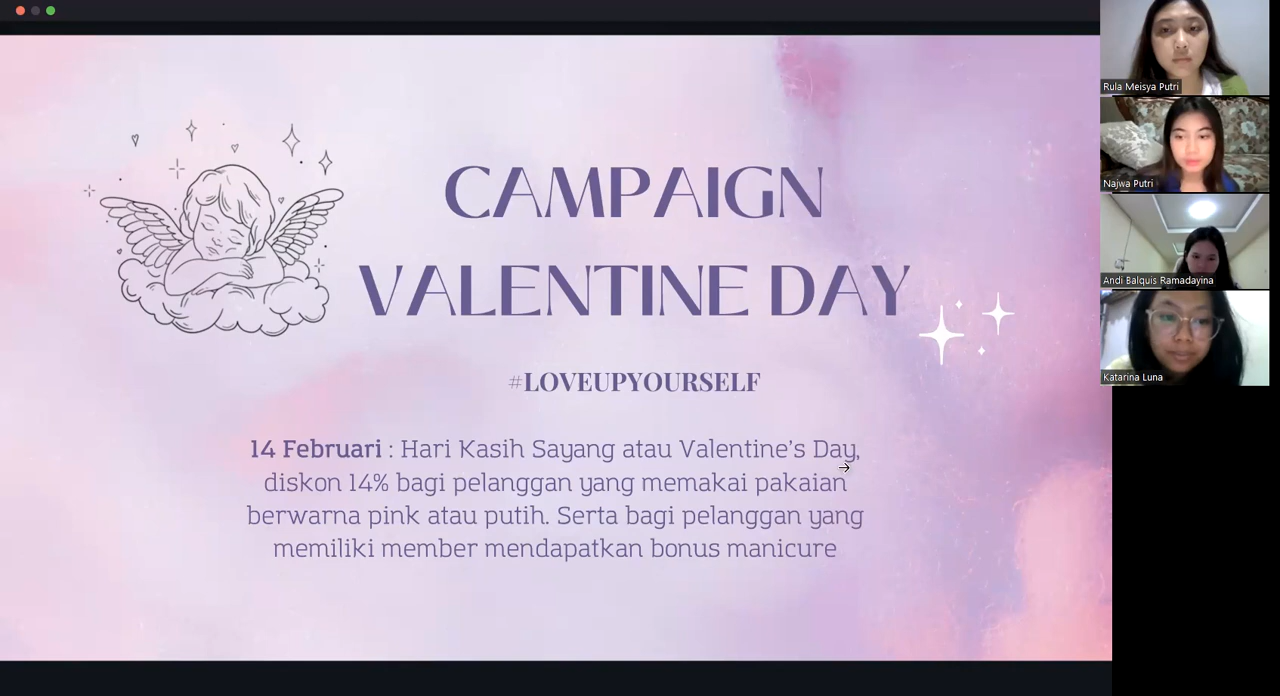 CAMPAIGN
VALENTINE DAY
#LOVEUPYOURSELF
14 Februari : Hari Kasih Sayang atau Valentine's Day,
diskon 14% bagi pelanggan yang memakai pakaian
berwarna pink atau putih. Serta bagi pelanggan yang
memiliki member mendapatkan bonus manicure
Rula Meisya Putri
Najwa Putri
Andi Balquis Ramadayina
Katarina Luna